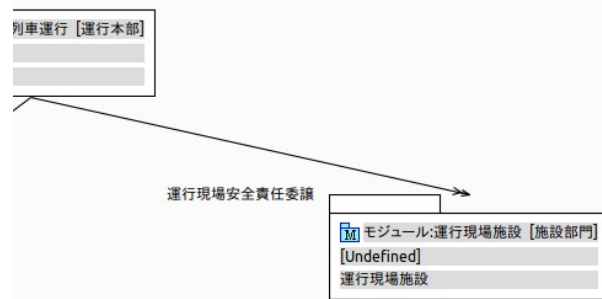 列車運行 [運行本部]
運行現場安全責任委譲
M モジュール:運行現場施設 [施設部門]
[Undefined]
運行現場施設